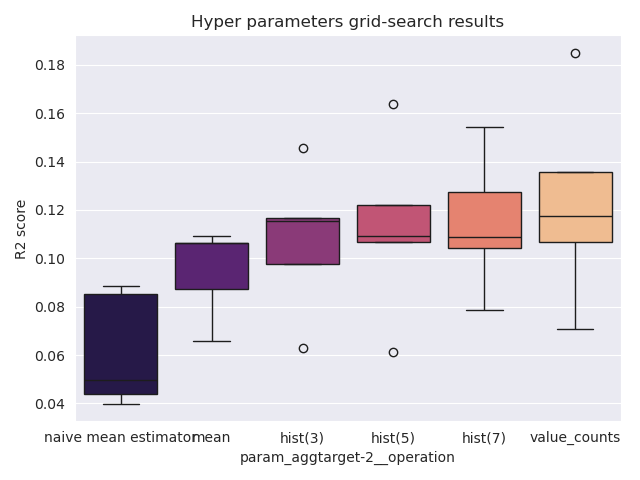 Hyper parameters grid-search results
R2 score
0.18
0.16
0.14
0.12
0.10
0.08
0.06
0.04
naive mean estimator mean hist(3) hist(5) hist(7) value_counts
param_aggtarget-2__operation